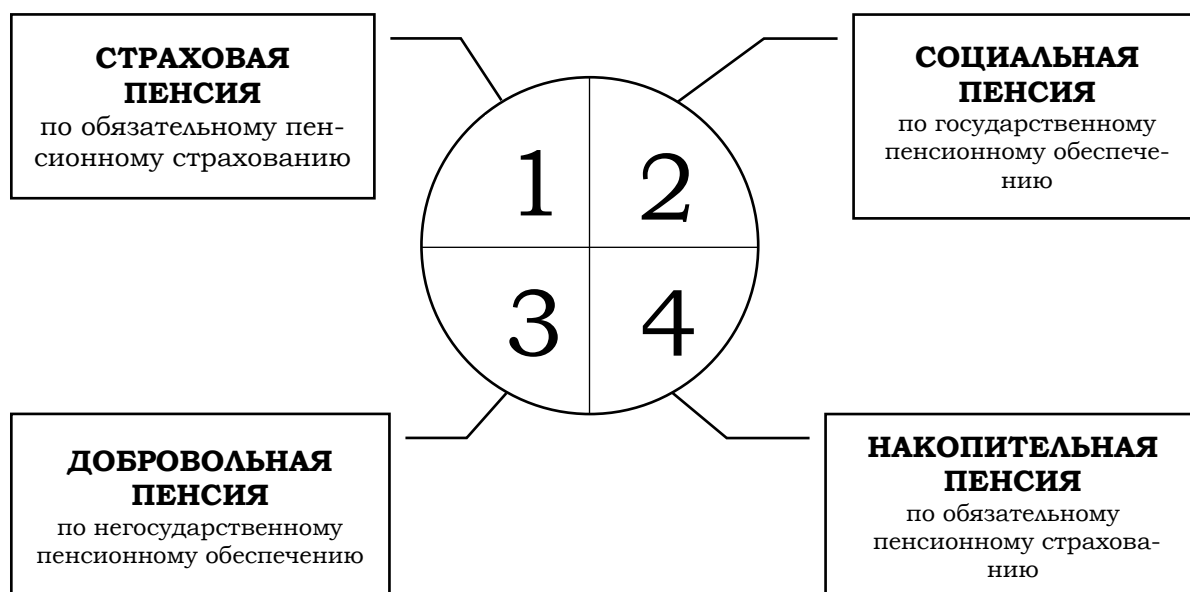 СТРАХОВАЯ
ПЕНСИЯ
по обязательному пен-
сионному страхованию
СОЦИАЛЬНАЯ
ПЕНСИЯ
по государственному
пенсионному обеспече-
нию
1
2
3
4
ДОБРОВОЛЬНАЯ
ПЕНСИЯ
по негосударственному
пенсионному обеспечению
НАКОПИТЕЛЬНАЯ
ПЕНСИЯ
по обязательному
пенсионному страхова-
нию